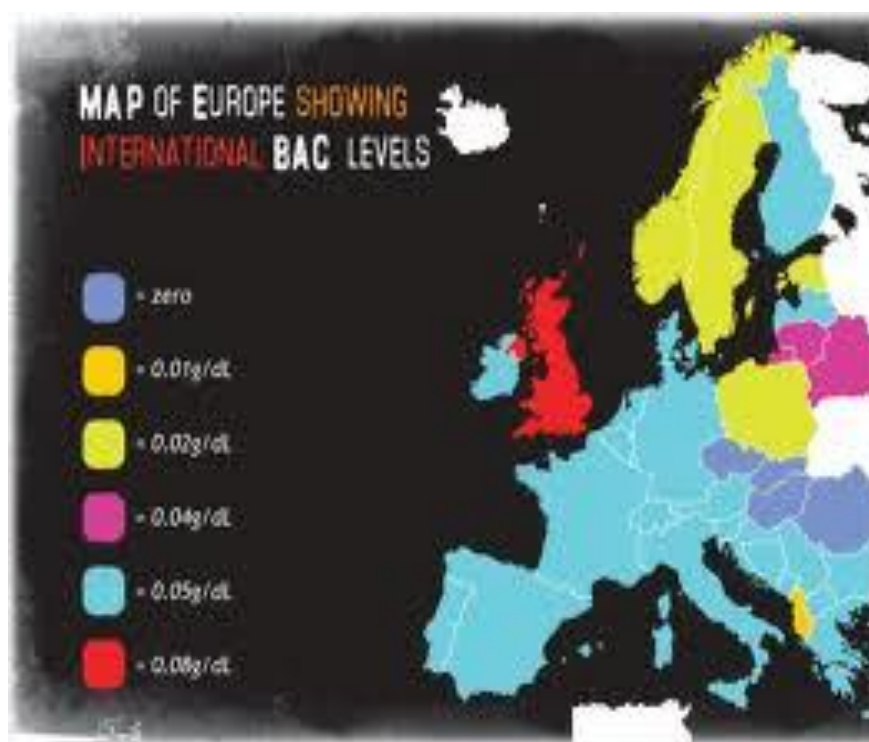 MAP OF EUROPE SHOWING
INTERNATIONAL BAC LEVELS
= zero
= 0.01g/dL
= 0.02g/dL
= 0.04g/dL
= 0.05g/dL
= 0.08g/dL